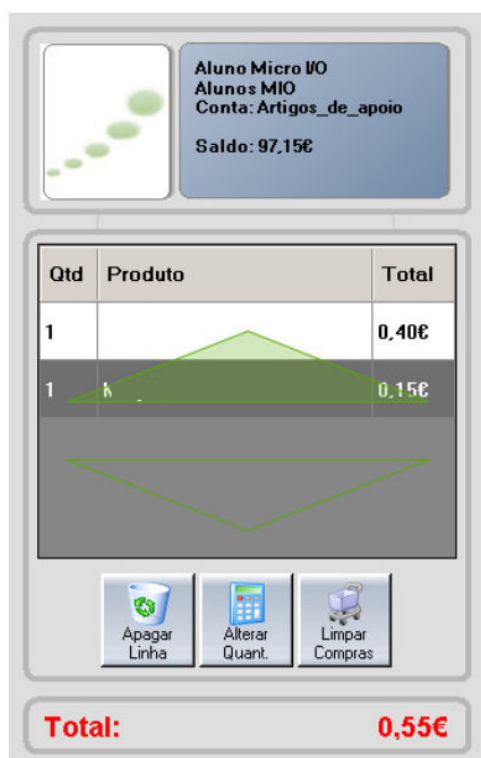 Aluno Micro I/O
Alunos MIO
Conta: Artigos_de_apoio
Saldo: 97,15€
Qtd Produto Total
1 0,40€
1 0,15€
Apagar Linha
Alterar Quant.
Limpar Compras
Total: 0,55€